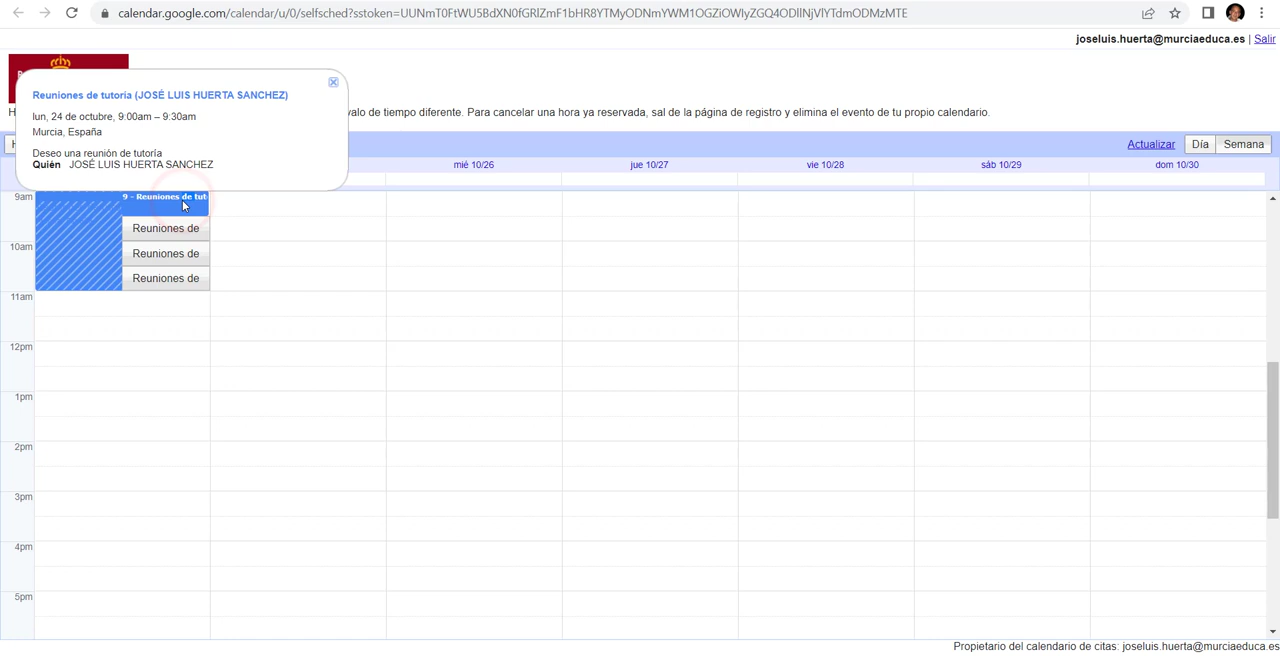 calendar.google.com/calendar/u/0/selfsched?sstoken=UUNmT0FtWU5BdXN0fGRlZmF1bHR8YTMyODNmYWM1OGZiOWIyZGQ4ODllNjVlYTdmODMzMTE
joseluis.huerta@murciaeduca.es | Salir
Reuniones de tutoría (JOSÉ LUIS HUERTA SANCHEZ)
lun, 24 de octubre, 9:00am – 9:30am
valo de tiempo diferente. Para cancelar una hora ya reservada, sal de la página de registro y elimina el evento de tu propio calendario.
Murcia, España
Deseo una reunión de tutoría
Quién JOSÉ LUIS HUERTA SANCHEZ
Actualizar Día Semana
mié 10/26 jue 10/27 vie 10/28 sáb 10/29 dom 10/30
9am 9 - Reuniones de tut
Reuniones de
10am Reuniones de
Reuniones de
11am
12pm
1pm
2pm
3pm
4pm
5pm
Propietario del calendario de citas: joseluis.huerta@murciaeduca.es